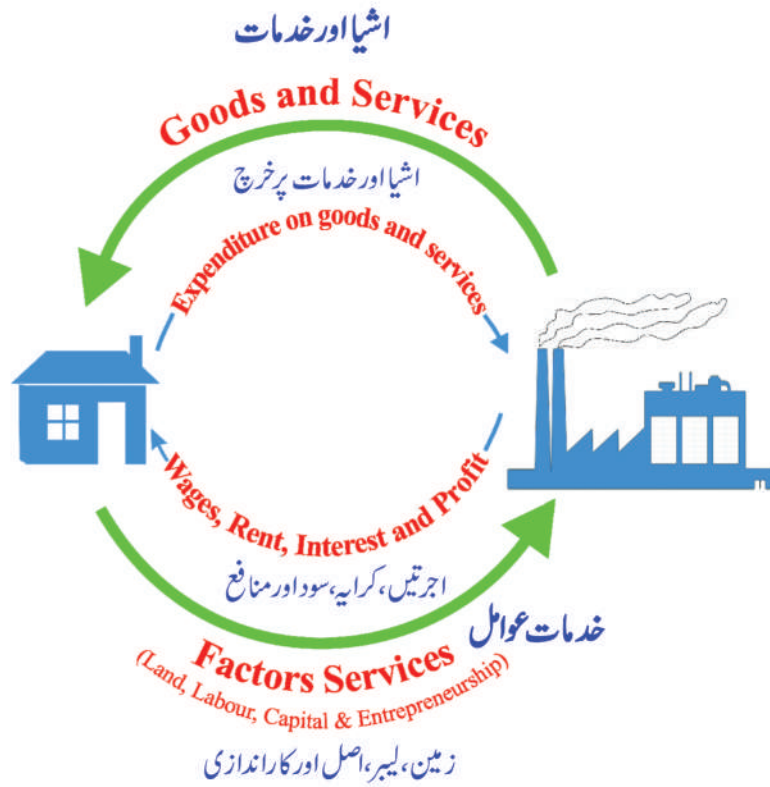 اشیا اور خدمات
Goods and Services
اشیا اور خدمات پر خرچ
Expenditure on goods and services
Wages, Rent, Interest and Profit
اجرتیں، کرایہ، سود اور منافع
خدمات عوامل
Factors Services
(Land, Labour, Capital & Entrepreneurship)
زمین، لیبر، اصل اور کاراندازی